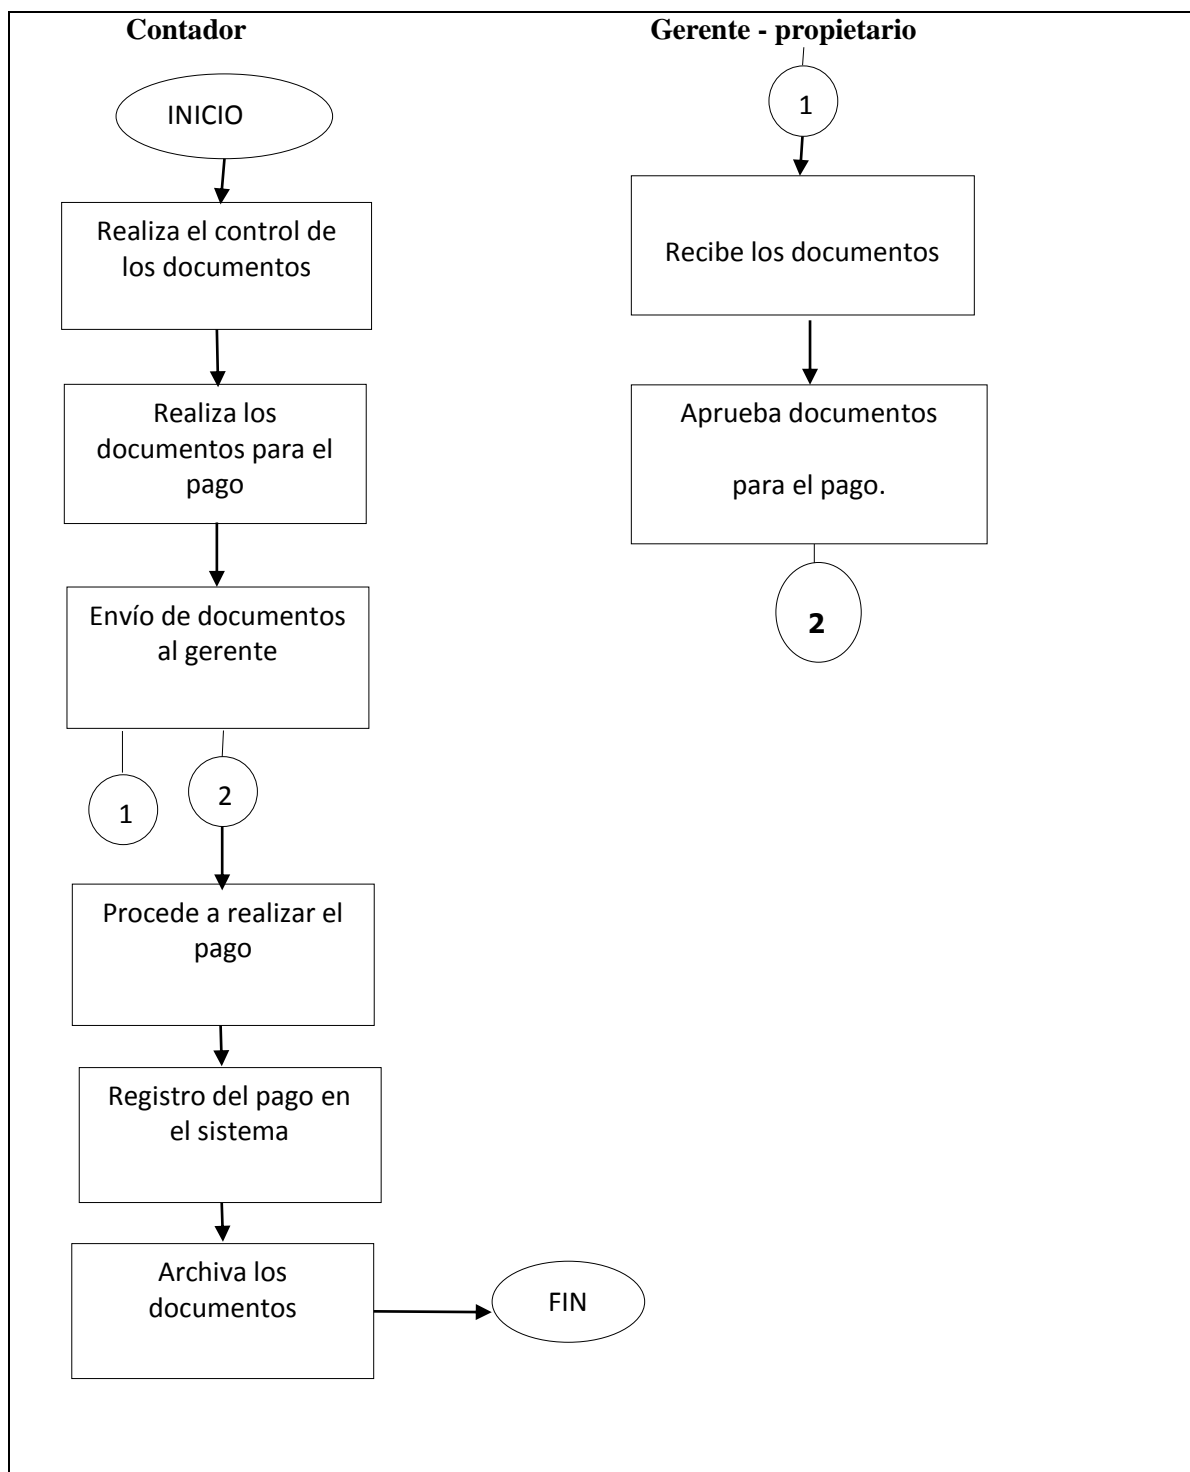 Contador
Gerente - propietario
INICIO
Realiza el control de
los documentos
Realiza los
documentos para el
pago
Envío de documentos
al gerente
1
2
Procede a realizar el
pago
Registro del pago en
el sistema
Archiva los
documentos
FIN
1
Recibe los documentos
Aprueba documentos
para el pago.
2